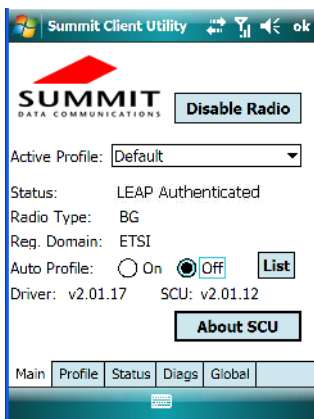 Summit Client Utility ok
SUMMIT
DATA COMMUNICATIONS
Disable Radio
Active Profile: Default
Status: LEAP Authenticated
Radio Type: BG
Reg. Domain: ETSI
Auto Profile: On Off List
Driver: v2.01.17 SCU: v2.01.12
About SCU
Main Profile Status Diags Global